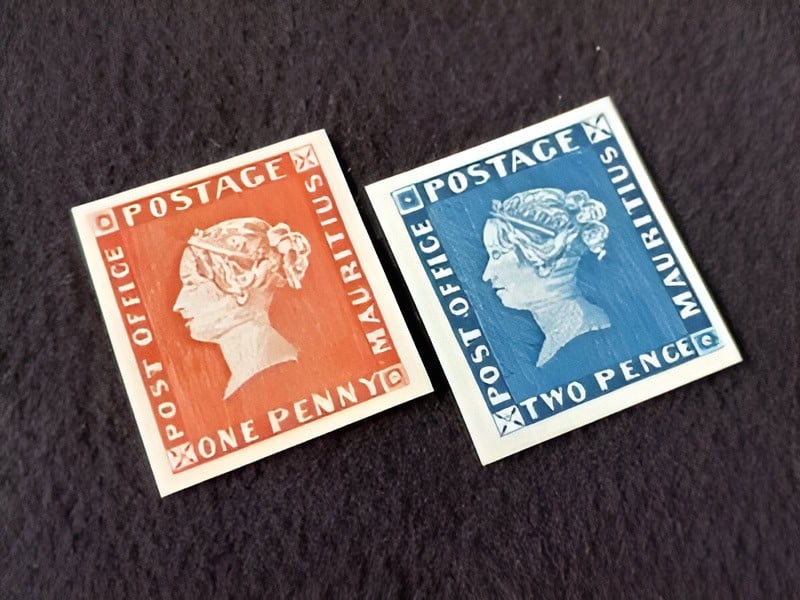 POSTAGE
POST OFFICE
MAURITIUS
ONE PENNY
POSTAGE
POST OFFICE
MAURITIUS
TWO PENCE